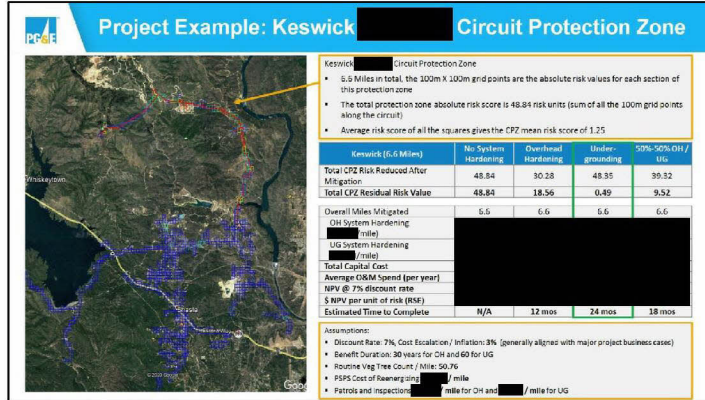 PG&E
Project Example: Keswick Circuit Protection Zone
Keswick Circuit Protection Zone
▪ 6.6 Miles in total, the 100m X 100m grid points are the absolute risk values for each section of
this protection zone
▪ The total protection zone absolute risk score is 48.84 risk units (sum of all the 100m grid points
along the circuit)
▪ Average risk score of all the squares gives the CPZ mean risk score of 1.25
Keswick (6.6 Miles) No System Hardening Overhead Hardening Under-grounding 50%-50% OH / UG
Total CPZ Risk Reduced After Mitigation 48.84 30.28 48.35 39.32
Total CPZ Residual Risk Value 48.84 18.56 0.49 9.52
Overall Miles Mitigated 6.6 6.6 6.6 6.6
OH System Hardening
/mile)
UG System Hardening
/mile)
Total Capital Cost
Average O&M Spend (per year)
NPV @ 7% discount rate
$ NPV per unit of risk (RSE)
Estimated Time to Complete N/A 12 mos 24 mos 18 mos
Assumptions:
▪ Discount Rate: 7%, Cost Escalation / Inflation: 3% (generally aligned with major project business cases)
▪ Benefit Duration: 30 years for OH and 60 for UG
▪ Routine Veg Tree Count / Mile: 50.76
▪ PSPS Cost of Reenergizing / mile
▪ Patrols and Inspections / mile for OH and / mile for UG
Whiskeytown
Shasta
Goog